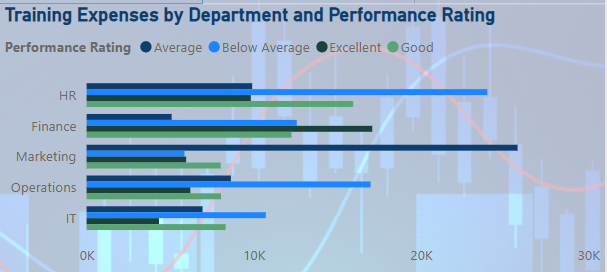 Training Expenses by Department and Performance Rating
Performance Rating Average Below Average Excellent Good
HR
Finance
Marketing
Operations
IT
0K 10K 20K 30K